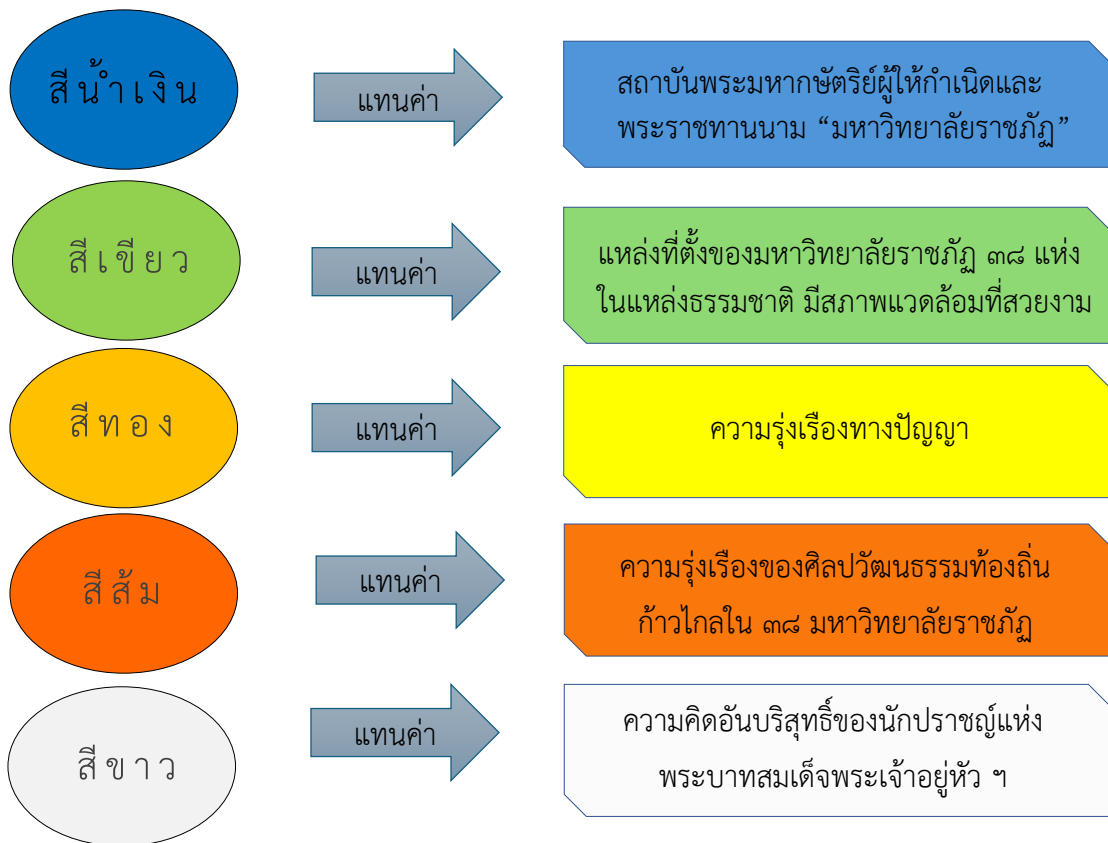 สีน้ำเงิน
แทนค่า
สถาบันพระมหากษัตริย์ผู้ให้กำเนิดและ
พระราชทานนาม “มหาวิทยาลัยราชภัฏ”
สีเขียว
แทนค่า
แหล่งที่ตั้งของมหาวิทยาลัยราชภัฏ ๓๘ แห่ง
ในแหล่งธรรมชาติ มีสภาพแวดล้อมที่สวยงาม
สีทอง
แทนค่า
ความรุ่งเรืองทางปัญญา
สีส้ม
แทนค่า
ความรุ่งเรืองของศิลปวัฒนธรรมท้องถิ่น
ก้าวไกลใน ๓๘ มหาวิทยาลัยราชภัฏ
สีขาว
แทนค่า
ความคิดอันบริสุทธิ์ของนักปราชญ์แห่ง
พระบาทสมเด็จพระเจ้าอยู่หัว ฯ